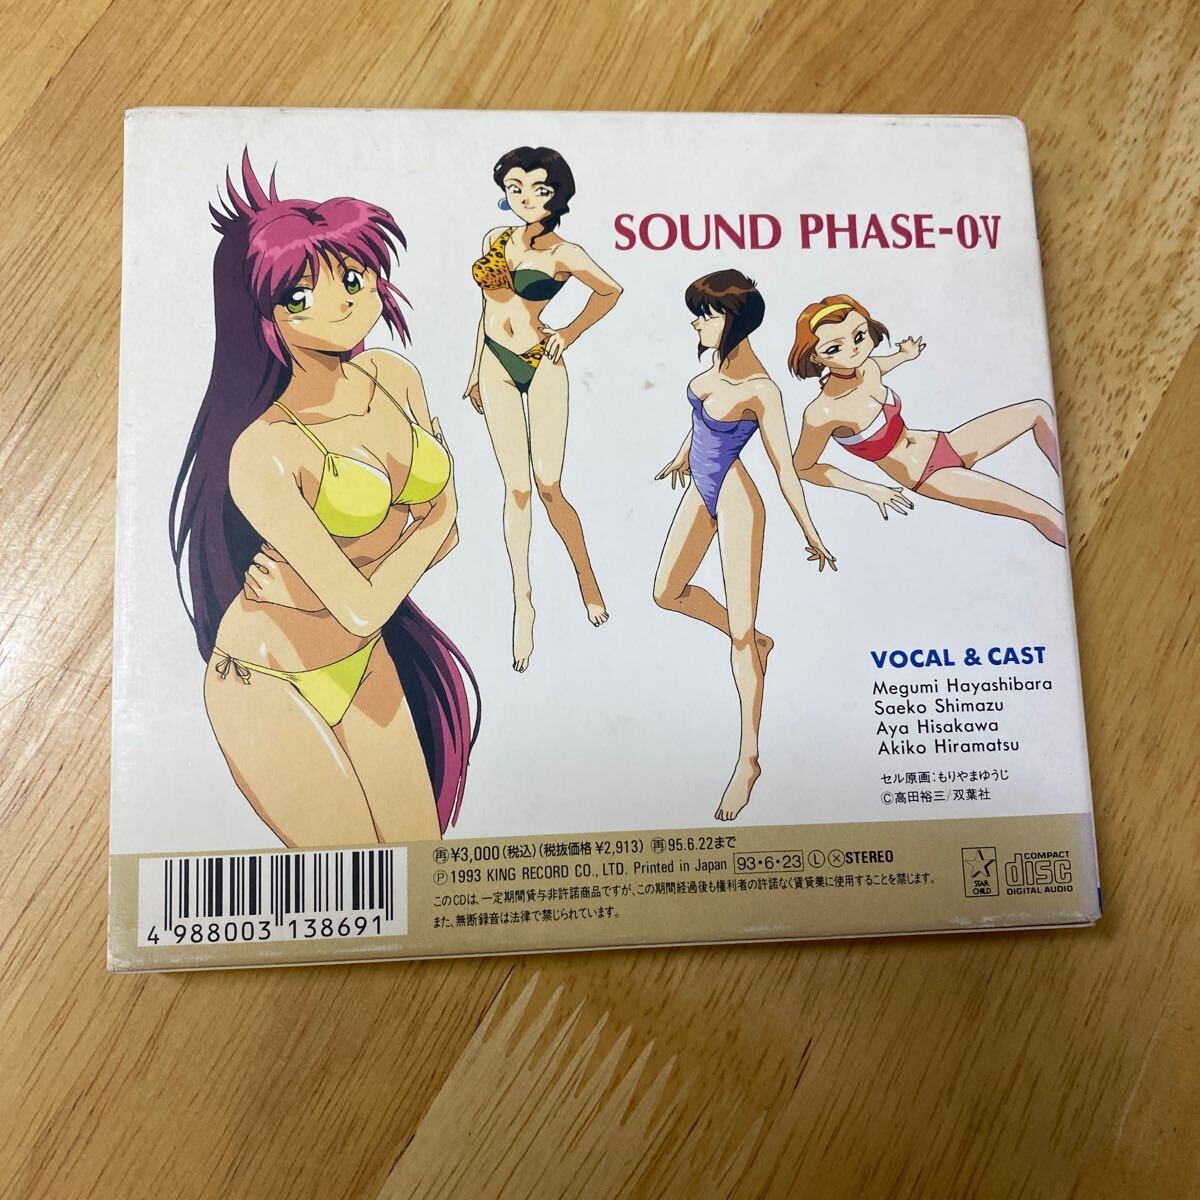 SOUND PHASE-0V
VOCAL & CAST
Megumi Hayashibara
Saeko Shimazu
Aya Hisakawa
Akiko Hiramatsu
セル原画:もりやまゆうじ
©高田裕三/双葉社
4 988003 138691
再¥3,000(税込)(税抜価格 ¥2,913) 再95.6.22まで
Ⓟ1993 KING RECORD CO., LTD. Printed in Japan 93・6・23 Ⓛ Ⓧ STEREO
このCDは、一定期間貸与非許諾商品ですが、この期間経過後も権利者の許諾なく賃貸業に使用することを禁じます。
また、無断録音は法律で禁じられています。
STAR CHILD
COMPACT
disc
DIGITAL AUDIO